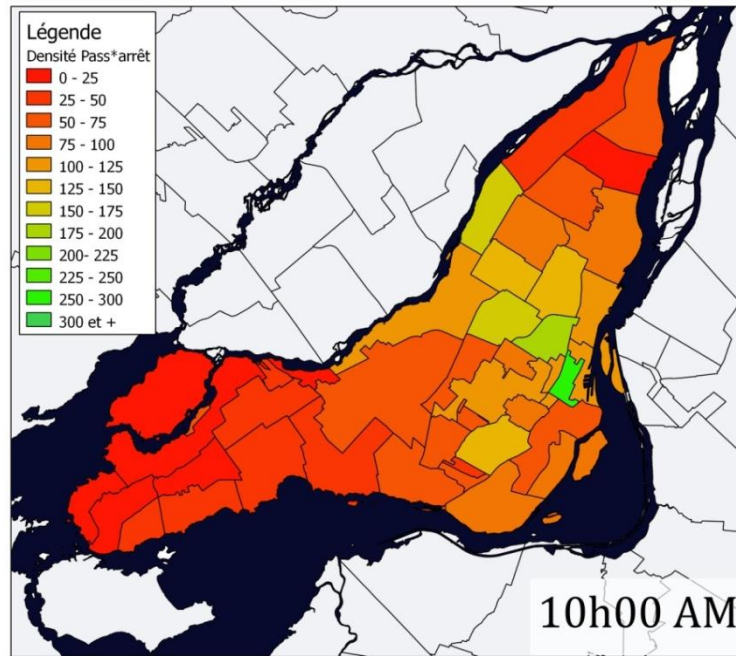 Légende
Densité Pass*arrêt
0 - 25
25 - 50
50 - 75
75 - 100
100 - 125
125 - 150
150 - 175
175 - 200
200- 225
225 - 250
250 - 300
300 et +
10h00 AM